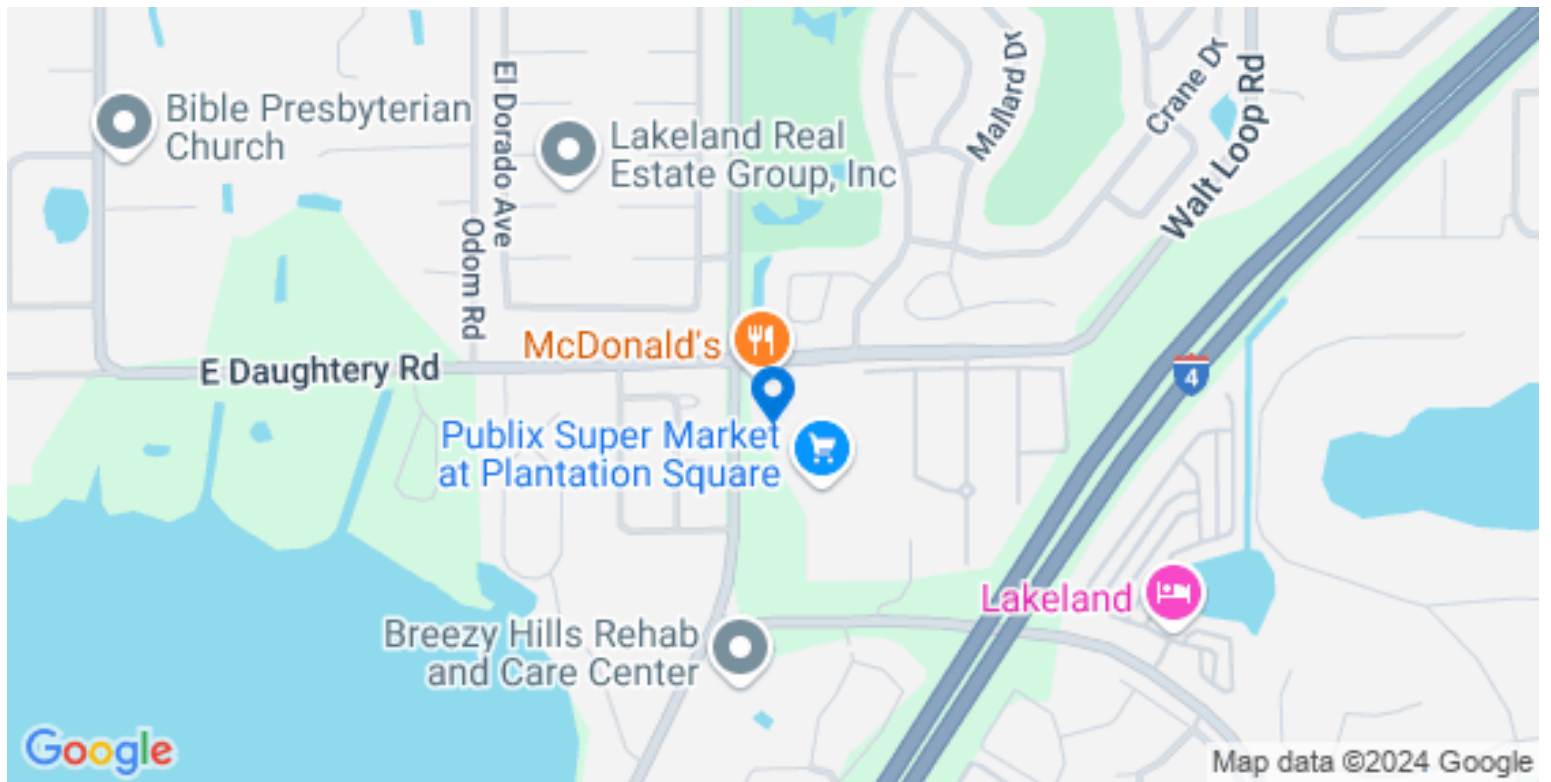 Bible Presbyterian
Church
El Dorado Ave
Odom Rd
Lakeland Real
Estate Group, Inc
Mallard Dr
Crane Dr
Walt Loop Rd
McDonald's
E Daughtery Rd
4
Publix Super Market
at Plantation Square
Lakeland
Breezy Hills Rehab
and Care Center
Google
Map data ©2024 Google